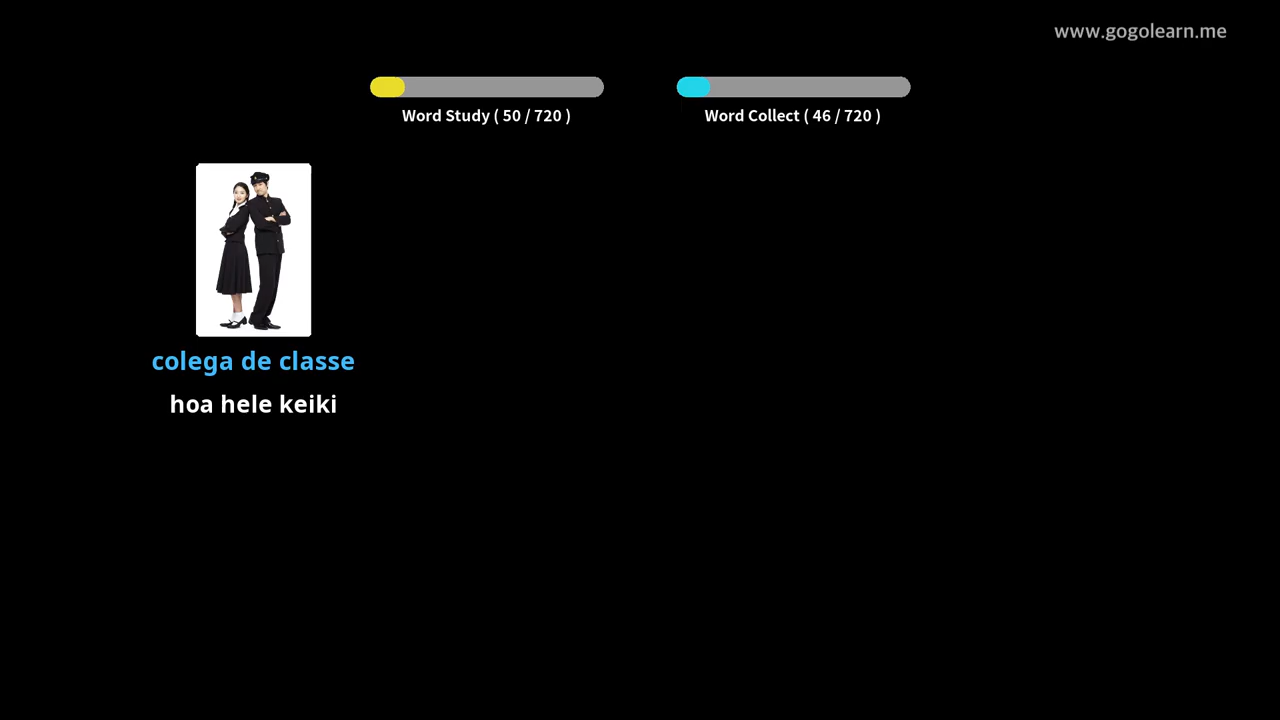 www.gogolearn.me
Word Study ( 50 / 720 )
Word Collect ( 46 / 720 )
colega de classe
hoa hele keiki